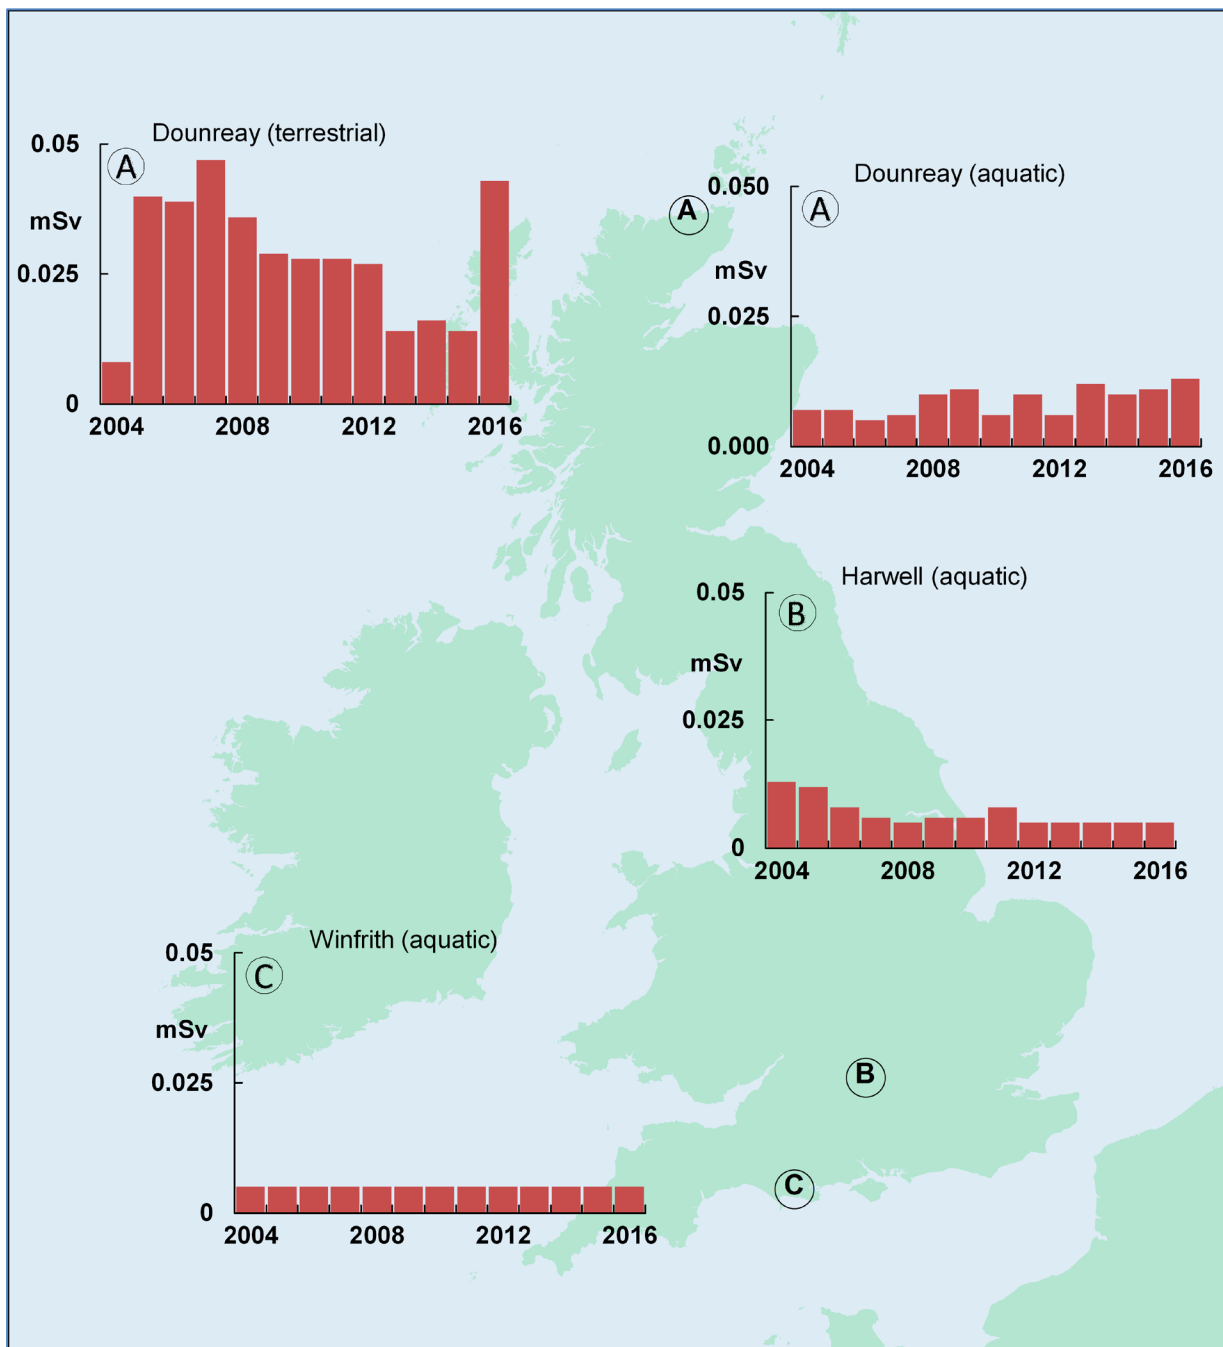 Dounreay (terrestrial)
0.05
A
mSv
0.025
0
2004 2008 2012 2016
A
Dounreay (aquatic)
0.050
A
mSv
0.025
0.000
2004 2008 2012 2016
Harwell (aquatic)
0.05
B
mSv
0.025
0
2004 2008 2012 2016
Winfrith (aquatic)
0.05
C
mSv
0.025
0
2004 2008 2012 2016
B
C